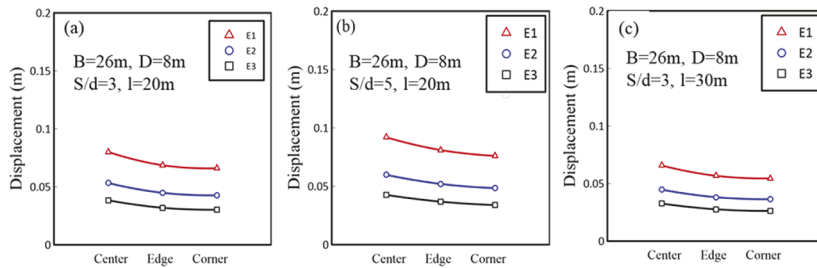 (a)
E1
E2
E3
B=26m, D=8m
S/d=3, l=20m
Displacement (m)
0.2
0.15
0.1
0.05
0
Center Edge Corner
(b)
E1
E2
E3
B=26m, D=8m
S/d=5, l=20m
Displacement (m)
0.2
0.15
0.1
0.05
0
Center Edge Corner
(c)
E1
E2
E3
B=26m, D=8m
S/d=3, l=30m
Displacement (m)
0.2
0.15
0.1
0.05
0
Center Edge Corner